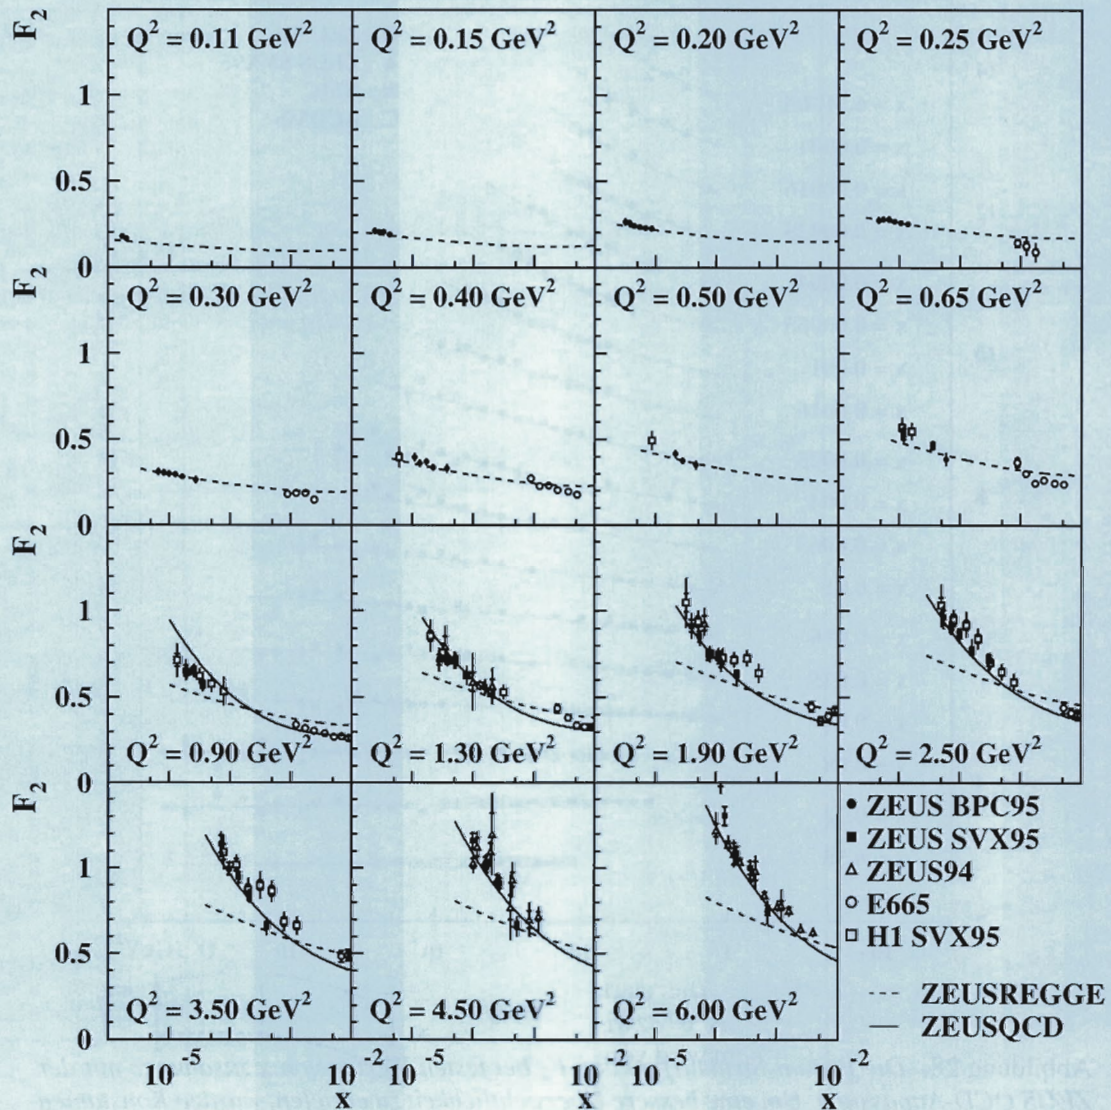 F2
Q2 = 0.11 GeV2
Q2 = 0.15 GeV2
Q2 = 0.20 GeV2
Q2 = 0.25 GeV2
1
0.5
0
F2
Q2 = 0.30 GeV2
Q2 = 0.40 GeV2
Q2 = 0.50 GeV2
Q2 = 0.65 GeV2
1
0.5
0
F2
1
0.5
Q2 = 0.90 GeV2
Q2 = 1.30 GeV2
Q2 = 1.90 GeV2
Q2 = 2.50 GeV2
0
F2
1
0.5
Q2 = 3.50 GeV2
Q2 = 4.50 GeV2
Q2 = 6.00 GeV2
0
ZEUS BPC95
ZEUS SVX95
ZEUS94
E665
H1 SVX95
ZEUSREGGE
ZEUSQCD
10-5
10-2
10-5
10-2
10-5
10-2
x
x
x